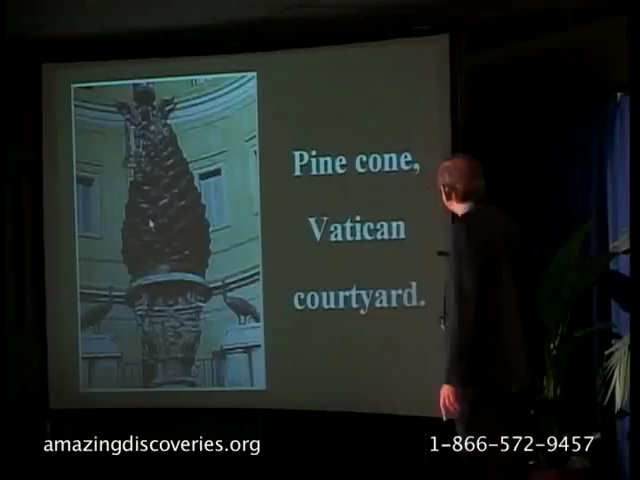 Pine cone,
Vatican
courtyard.
amazingdiscoveries.org
1-866-572-9457